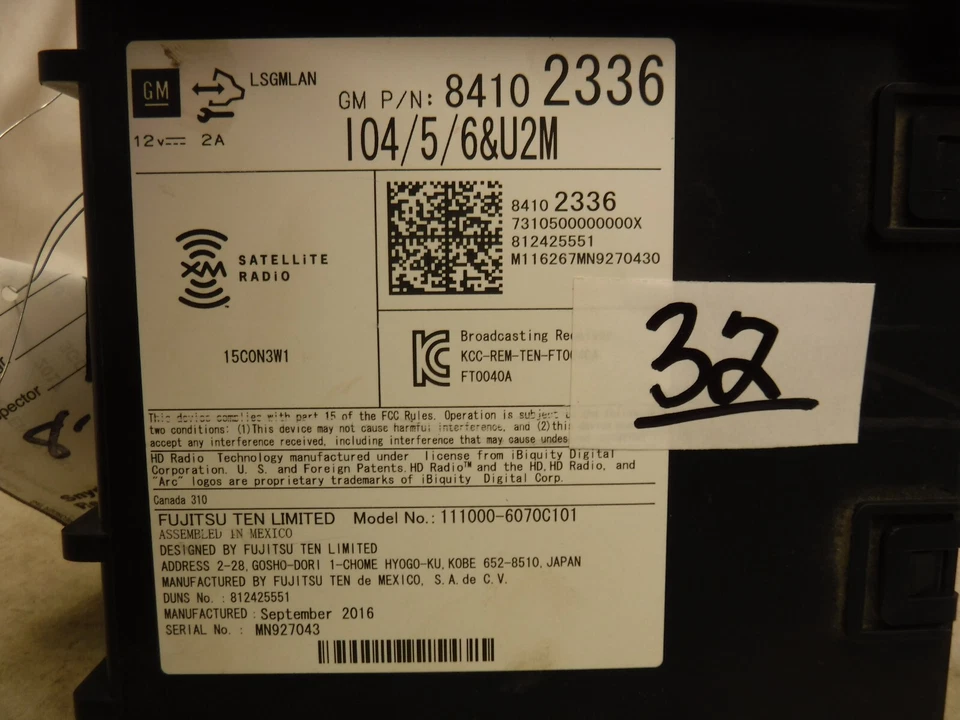 GM
LSGMLAN
GM P/N: 8410 2336
12v 2A
IO4/5/6&U2M
8410 2336
7310500000000X
812425551
M116267MN9270430
XM SATELLiTE
RADiO
15CON3W1
Broadcasting
KCC-REM-TEN-FT0
FT0040A
32
This device complies with part 15 of the FCC Rules. Operation is subject
two conditions: (1)This device may not cause harmful interference, and (2)this
accept any interference received, including interference that may cause
HD Radio Technology manufactured under license from iBiquity Digital
Corporation. U. S. and Foreign Patents. HD Radio™ and the HD, HD Radio, and
"Arc" logos are proprietary trademarks of iBiquity Digital Corp.
Canada 310
FUJITSU TEN LIMITED Model No.: 111000-6070C101
ASSEMBLED IN MEXICO
DESIGNED BY FUJITSU TEN LIMITED
ADDRESS 2-28, GOSHO-DORI 1-CHOME HYOGO-KU, KOBE 652-8510, JAPAN
MANUFACTURED BY FUJITSU TEN de MEXICO, S. A. de C. V.
DUNS No. : 812425551
MANUFACTURED : September 2016
SERIAL No. : MN927043